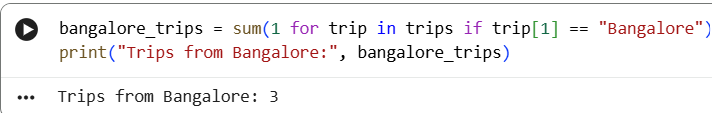 bangalore_trips = sum(1 for trip in trips if trip[1] == "Bangalore")
print("Trips from Bangalore:", bangalore_trips)
Trips from Bangalore: 3